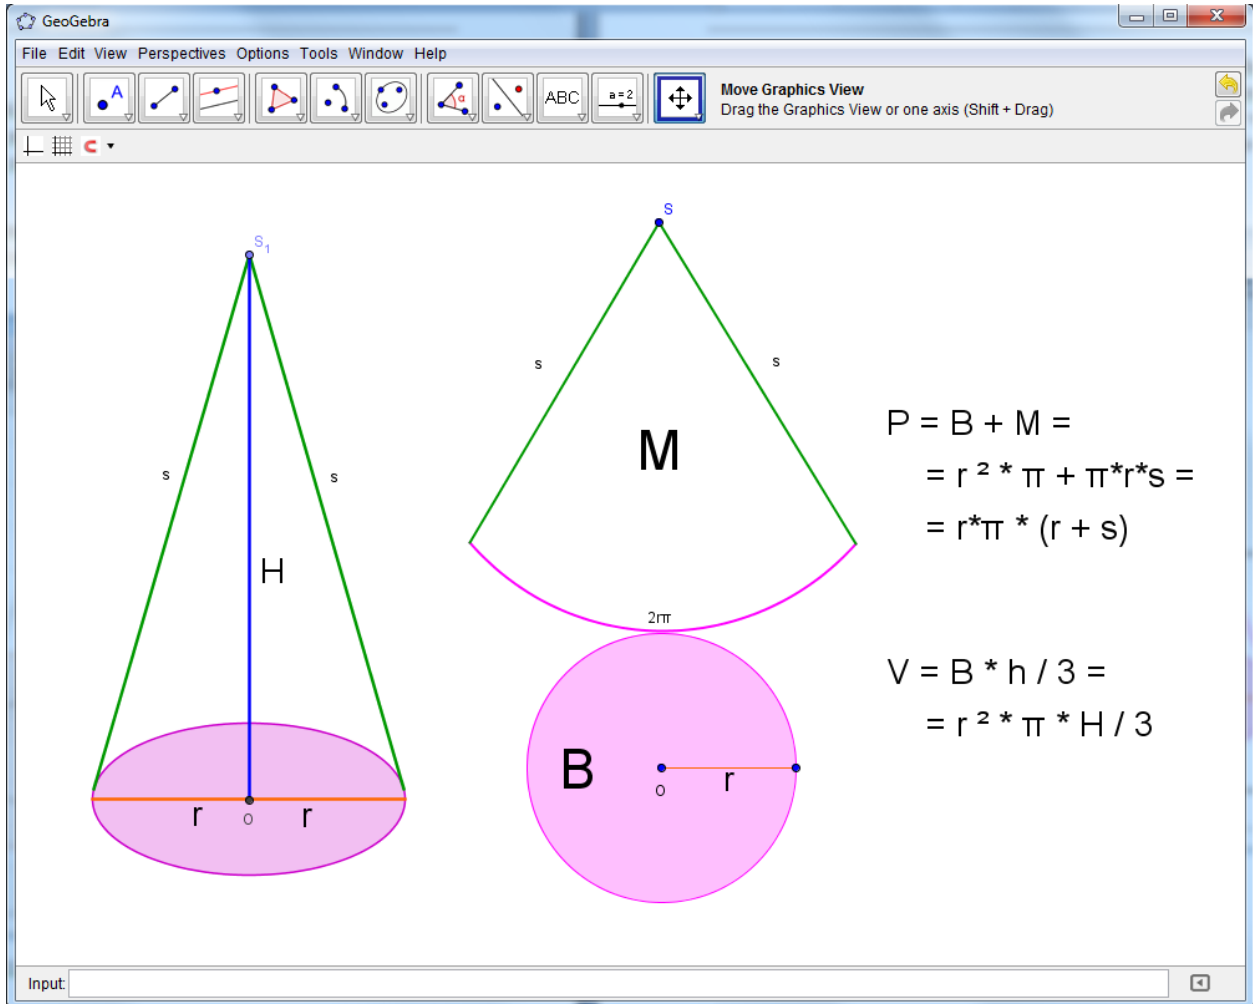 GeoGebra
File Edit View Perspectives Options Tools Window Help
A
α
ABC
a = 2
Move Graphics View
Drag the Graphics View or one axis (Shift + Drag)
S₁
s
s
H
r
o
r
S
s
s
M
2rπ
B
o
r
P = B + M =
= r ² * π + π*r*s =
= r*π * (r + s)
V = B * h / 3 =
= r ² * π * H / 3
Input: